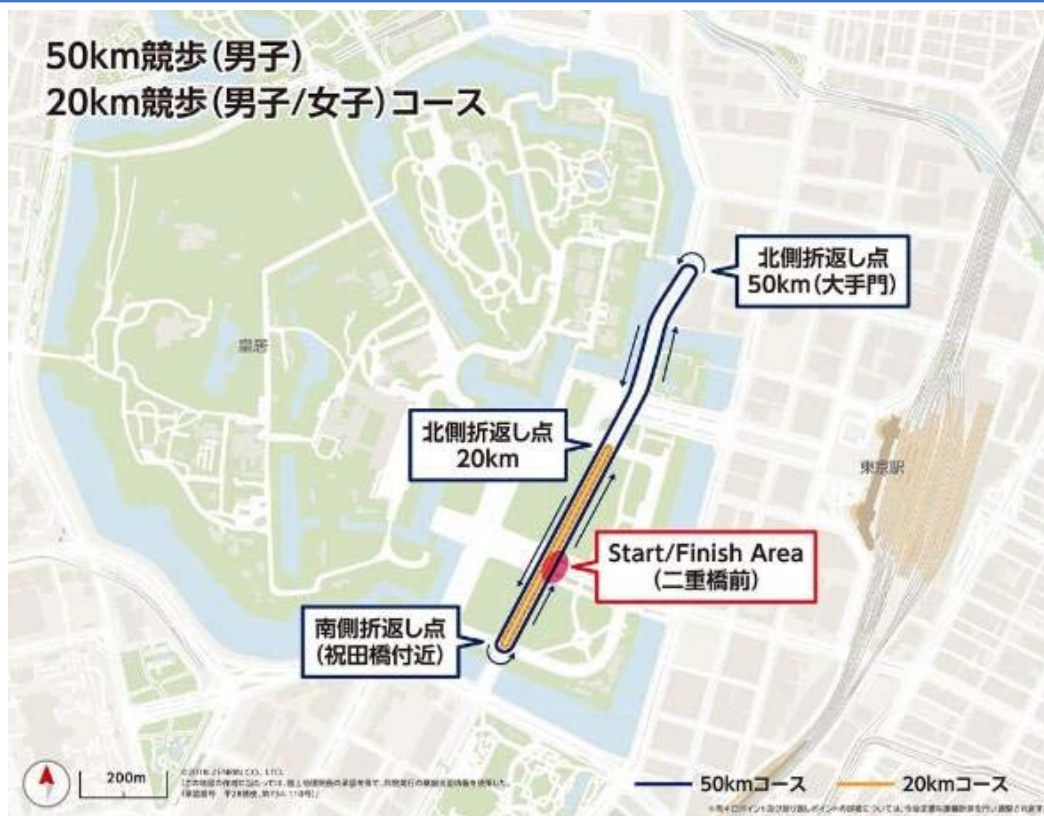 50km競歩(男子)
20km競歩(男子/女子)コース
北側折返し点
50km(大手門)
皇居
北側折返し点
20km
東京駅
Start/Finish Area
(二重橋前)
南側折返し点
(祝田橋付近)
200m
50kmコース
20kmコース